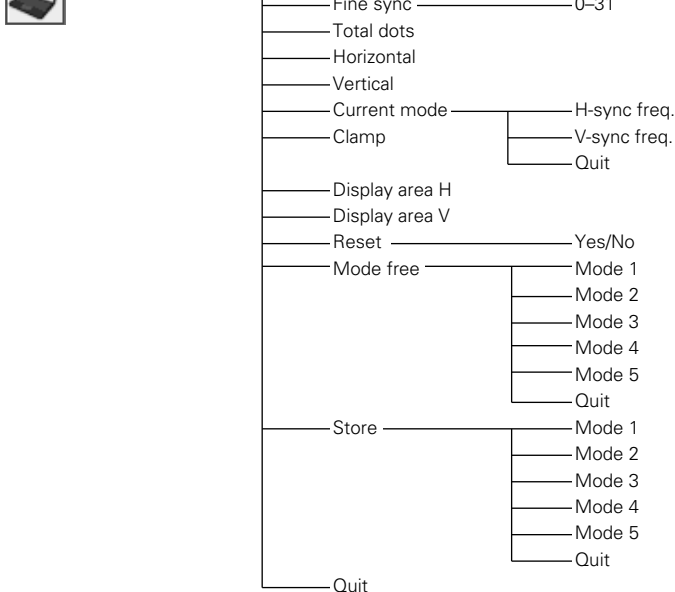 Fine sync 0–31
Total dots
Horizontal
Vertical
Current mode H-sync freq.
Clamp V-sync freq.
Quit
Display area H
Display area V
Reset Yes/No
Mode free Mode 1
Mode 2
Mode 3
Mode 4
Mode 5
Quit
Store Mode 1
Mode 2
Mode 3
Mode 4
Mode 5
Quit
Quit